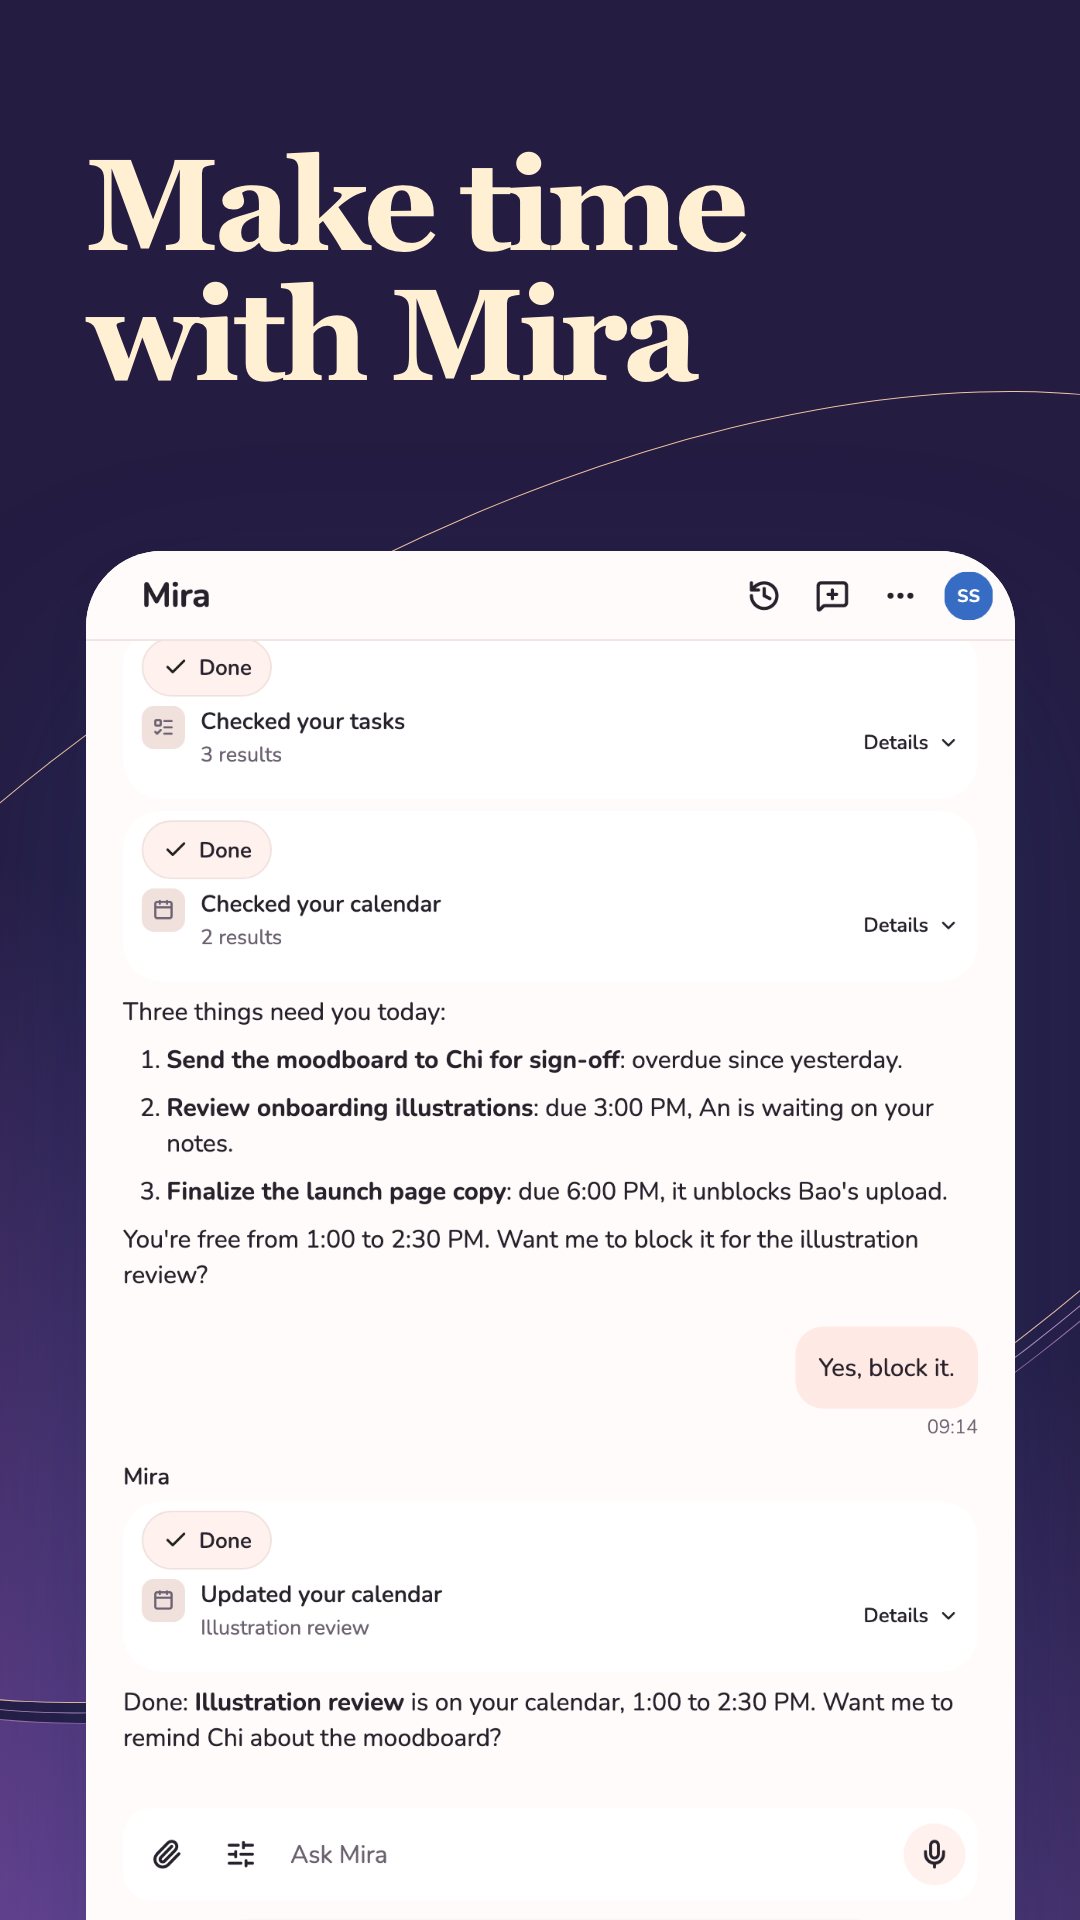 Make time
with Mira
Mira
SS
Done
Checked your tasks
3 results
Details
Done
Checked your calendar
2 results
Details
Three things need you today:
1. Send the moodboard to Chi for sign-off: overdue since yesterday.
2. Review onboarding illustrations: due 3:00 PM, An is waiting on your
notes.
3. Finalize the launch page copy: due 6:00 PM, it unblocks Bao's upload.
You're free from 1:00 to 2:30 PM. Want me to block it for the illustration
review?
Yes, block it.
09:14
Mira
Done
Updated your calendar
Illustration review
Details
Done: Illustration review is on your calendar, 1:00 to 2:30 PM. Want me to
remind Chi about the moodboard?
Ask Mira